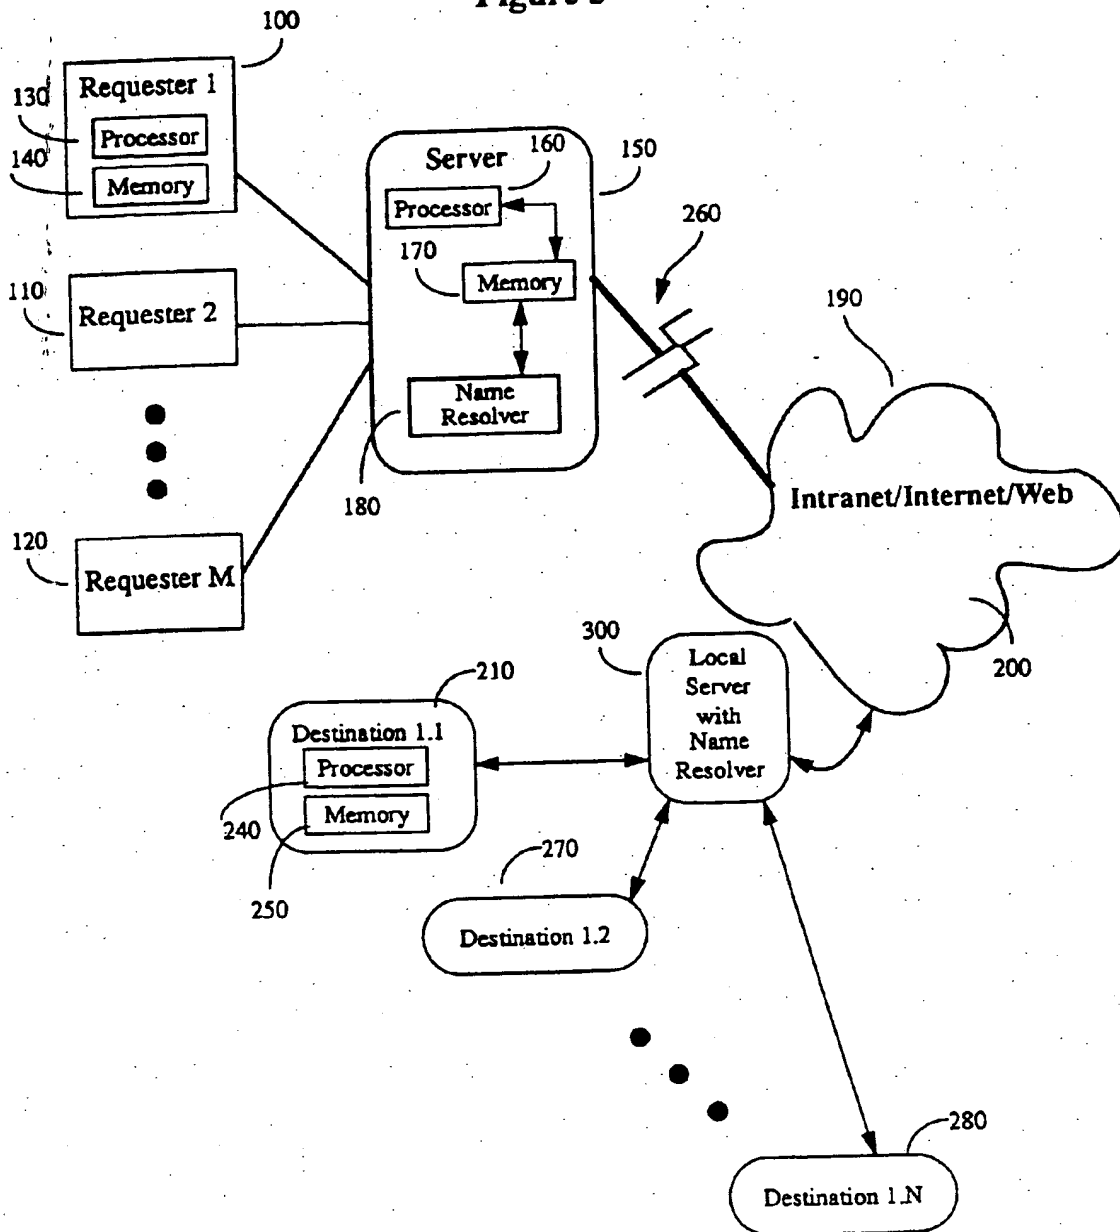 100
Requester 1
130
Processor
140
Memory
Server
160
150
Processor
170
Memory
260
110
Requester 2
190
Name
Resolver
180
Intranet/Internet/Web
120
Requester M
300
Local
Server
with
Name
Resolver
200
210
Destination 1.1
Processor
240
Memory
250
270
Destination 1.2
280
Destination 1.N